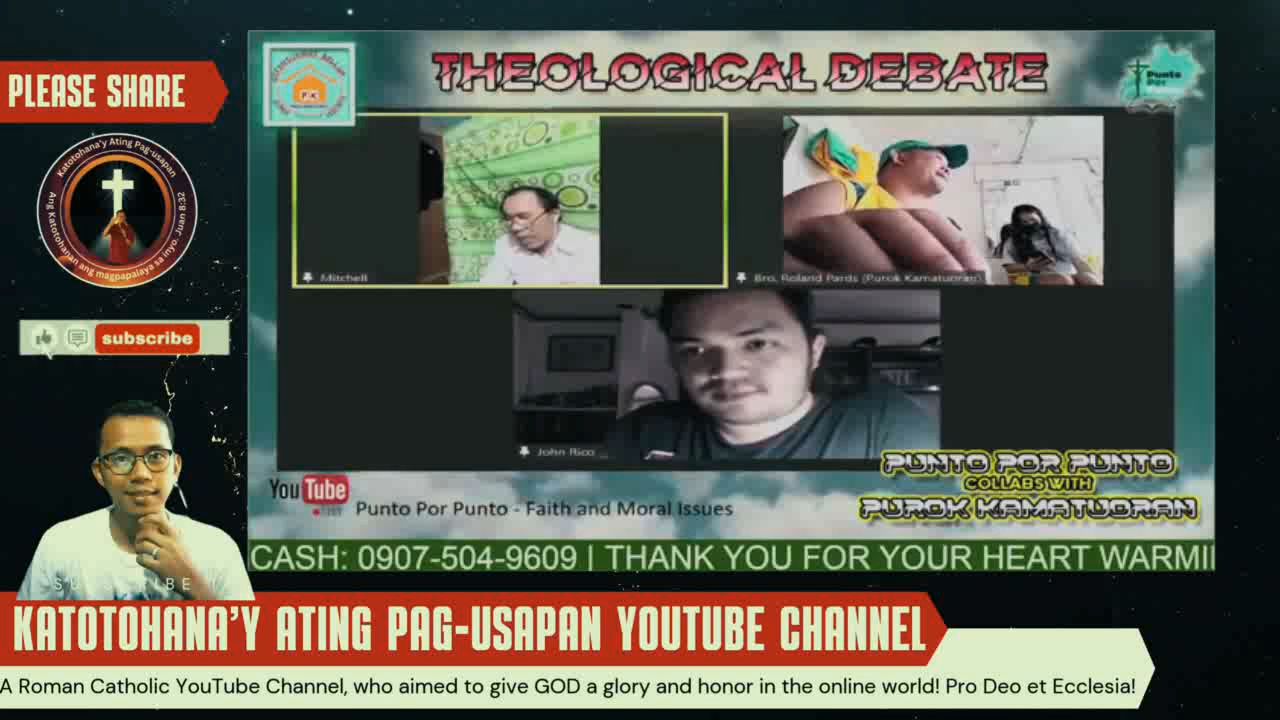 PLEASE SHARE
Katotohana'y Ating Pag-usapan
Ang Katotohanan ang magpapalaya sa inyo. Juan 8:32
subscribe
SUBSCRIBE
THEOLOGICAL DEBATE
Punto
Por
Mitchell
Bro. Roland Pards (Purok Kamatuoran)
John Rico
PUNTO POR PUNTO
COLLABS WITH
PUROK KAMATUORAN
YouTube
Punto Por Punto - Faith and Moral Issues
CASH: 0907-504-9609 | THANK YOU FOR YOUR HEART WARMI
KATOTOHANA'Y ATING PAG-USAPAN YOUTUBE CHANNEL
A Roman Catholic YouTube Channel, who aimed to give GOD a glory and honor in the online world! Pro Deo et Ecclesia!